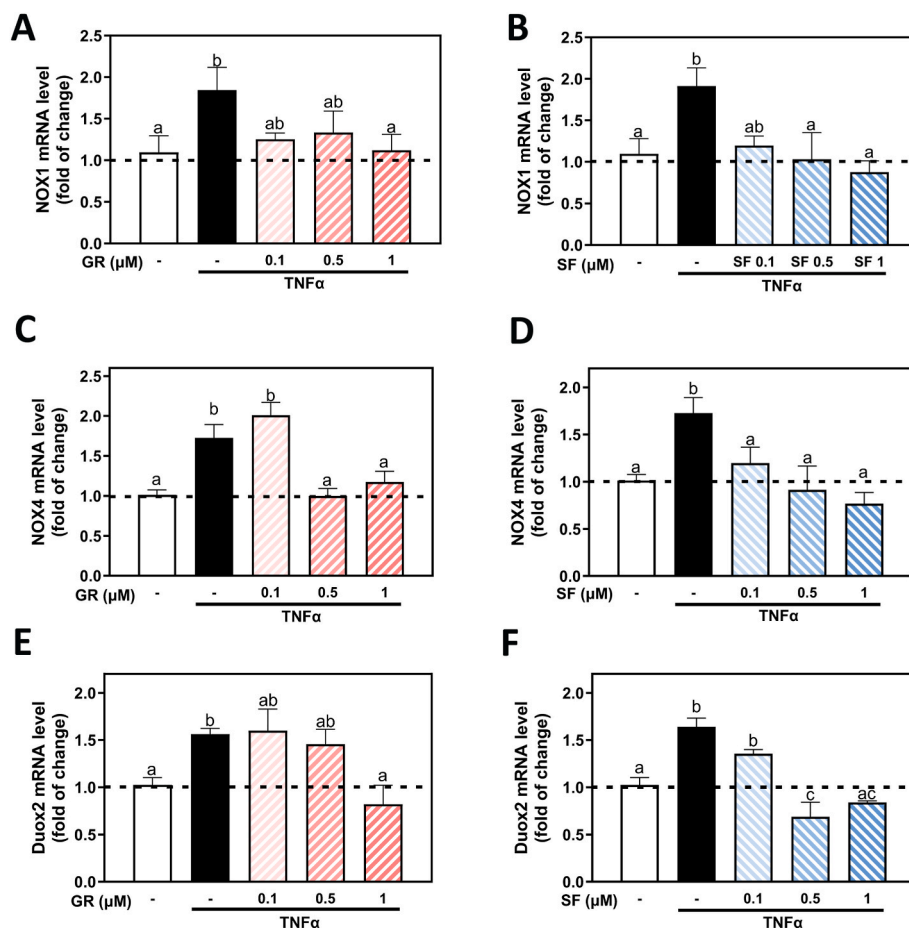 A
NOX1 mRNA level
(fold of change)
2.5
2.0
1.5
1.0
0.5
0.0
a
b
ab
ab
a
GR (µM)
-
-
0.1
0.5
1
TNFα
B
NOX1 mRNA level
(fold of change)
2.5
2.0
1.5
1.0
0.5
0.0
a
b
ab
a
a
SF (µM)
-
-
SF 0.1
SF 0.5
SF 1
TNFα
C
NOX4 mRNA level
(fold of change)
2.5
2.0
1.5
1.0
0.5
0.0
a
b
b
a
a
GR (µM)
-
-
0.1
0.5
1
TNFα
D
NOX4 mRNA level
(fold of change)
2.0
1.5
1.0
0.5
0.0
a
b
a
a
a
SF (µM)
-
-
0.1
0.5
1
TNFα
E
Duox2 mRNA level
(fold of change)
2.0
1.5
1.0
0.5
0.0
a
b
ab
ab
a
GR (µM)
-
-
0.1
0.5
1
TNFα
F
Duox2 mRNA level
(fold of change)
2.0
1.5
1.0
0.5
0.0
a
b
b
c
ac
SF (µM)
-
-
0.1
0.5
1
TNFα